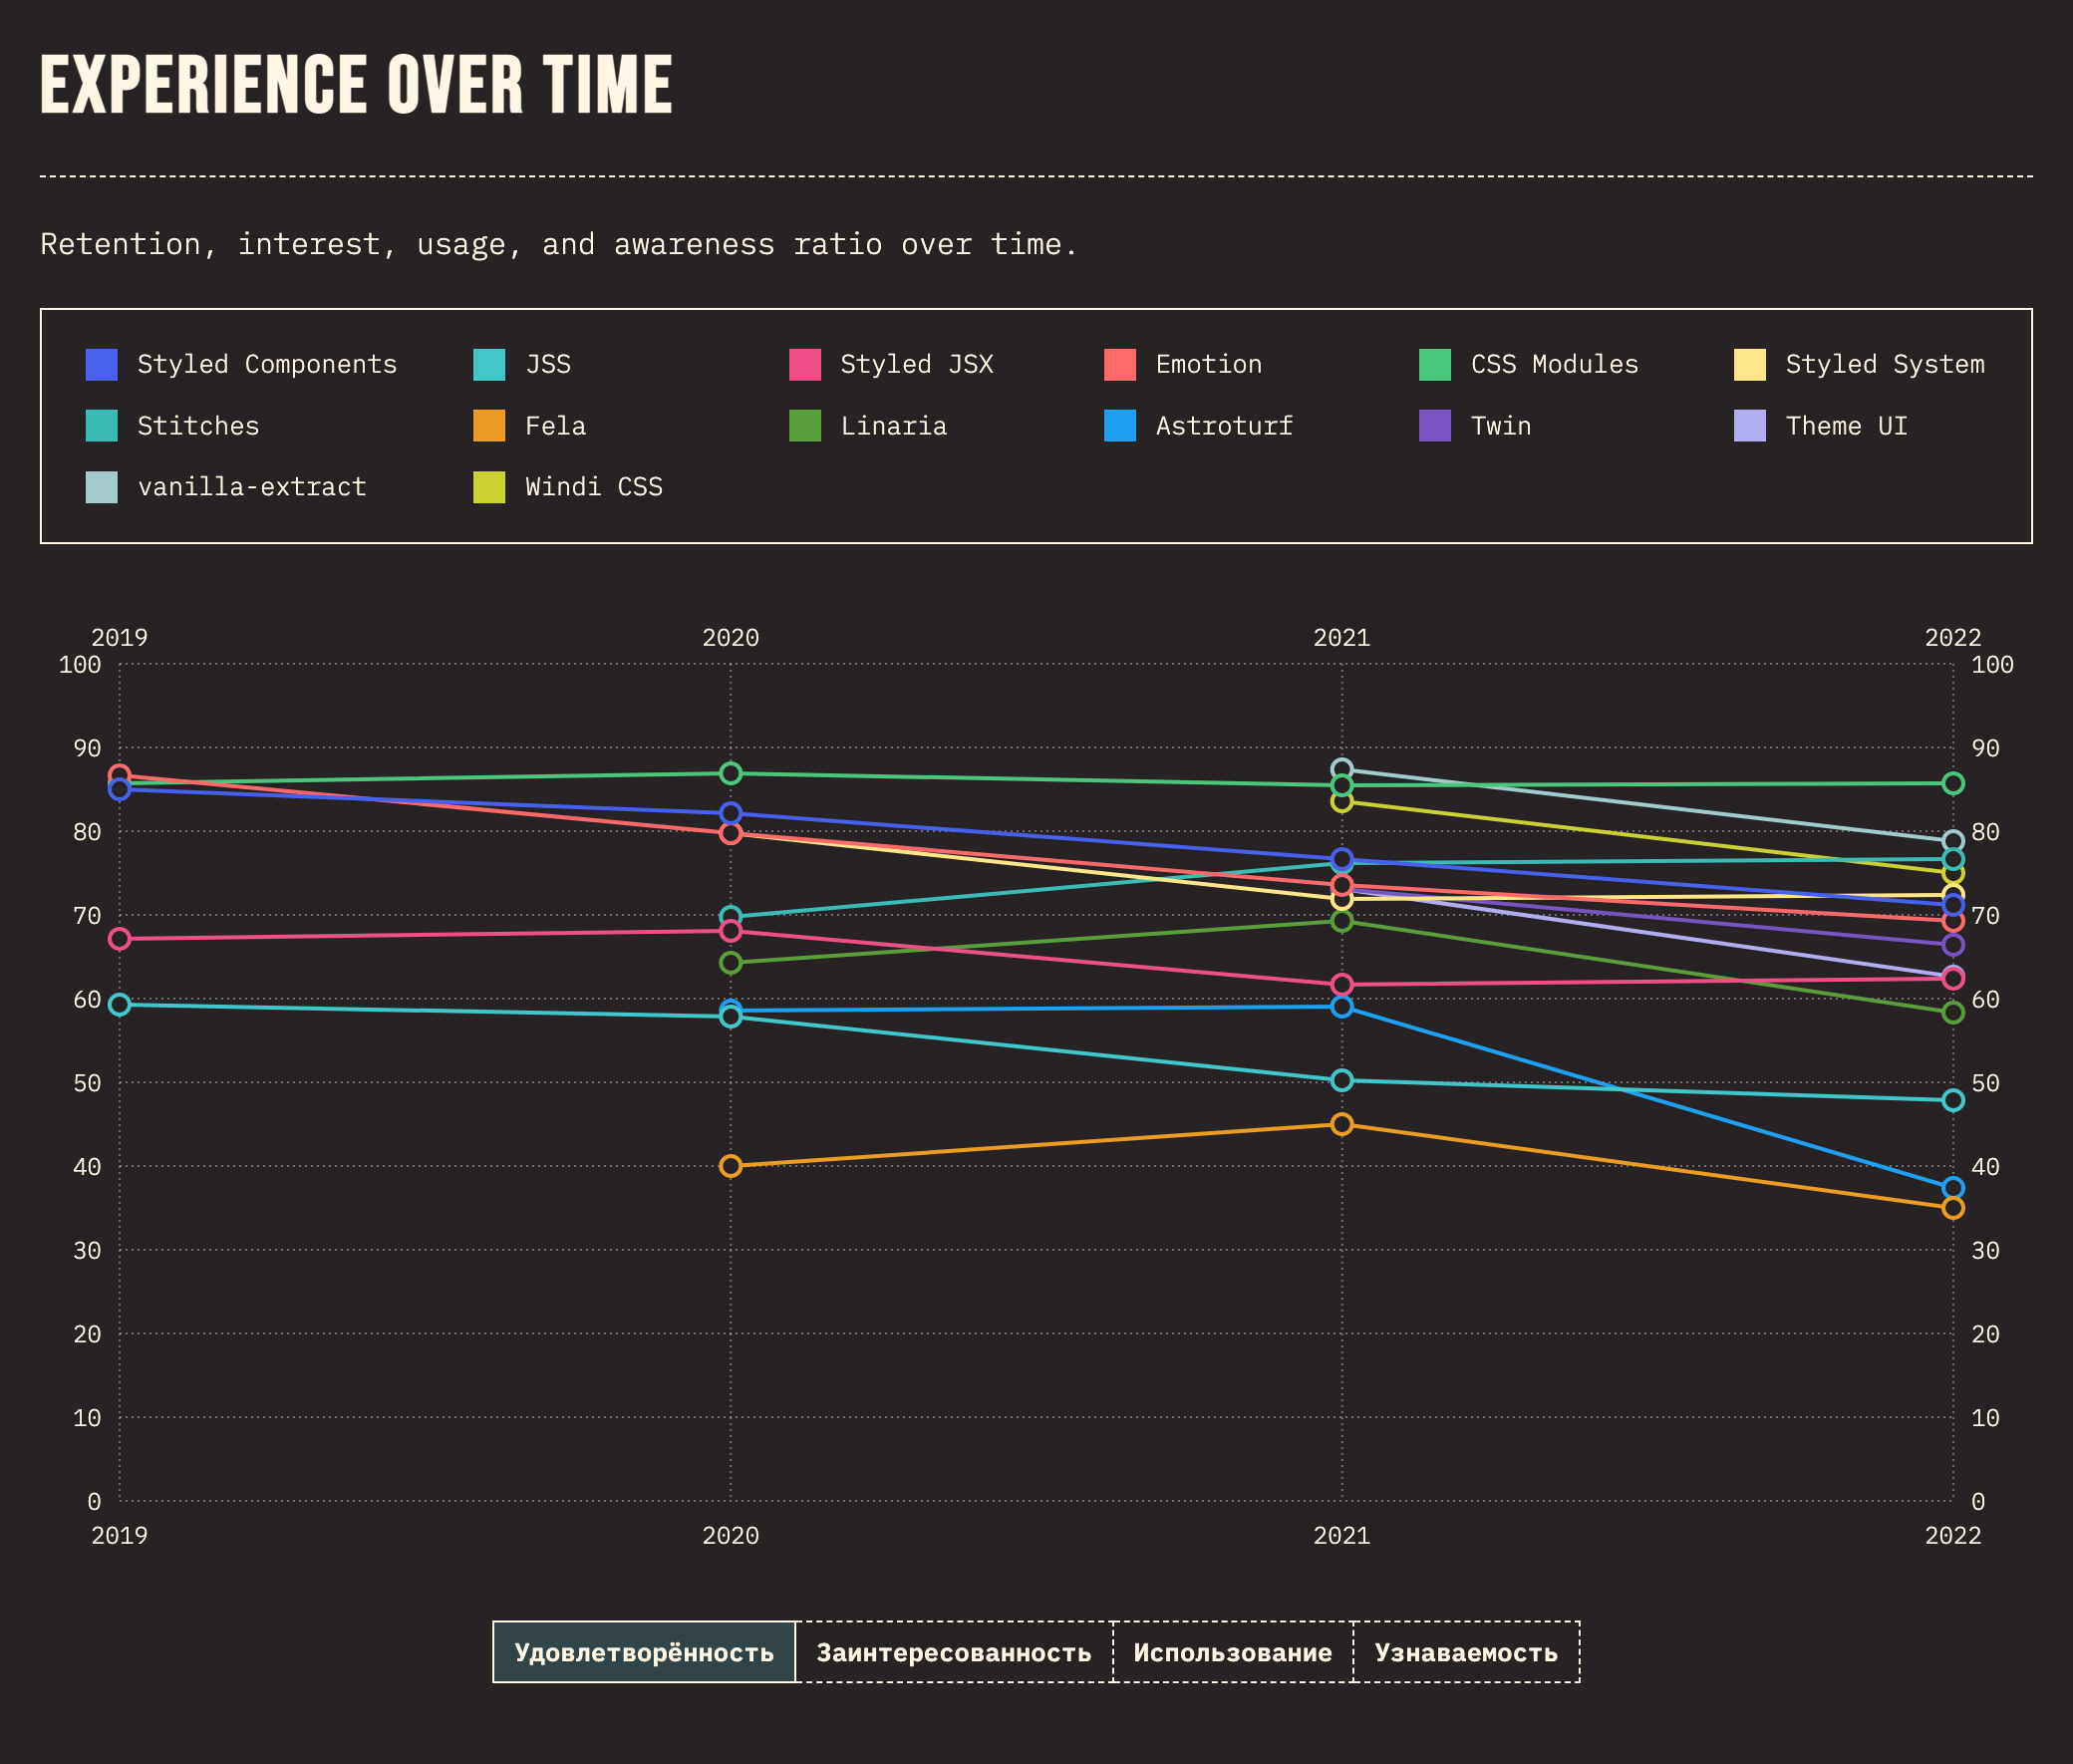 EXPERIENCE OVER TIME
Retention, interest, usage, and awareness ratio over time.
Styled Components JSS Styled JSX Emotion CSS Modules Styled System
Stitches Fela Linaria Astroturf Twin Theme UI
vanilla-extract Windi CSS
2019 2020 2021 2022
100 100
90 90
80 80
70 70
60 60
50 50
40 40
30 30
20 20
10 10
0 0
2019 2020 2021 2022
Удовлетворённость Заинтересованность Использование Узнаваемость